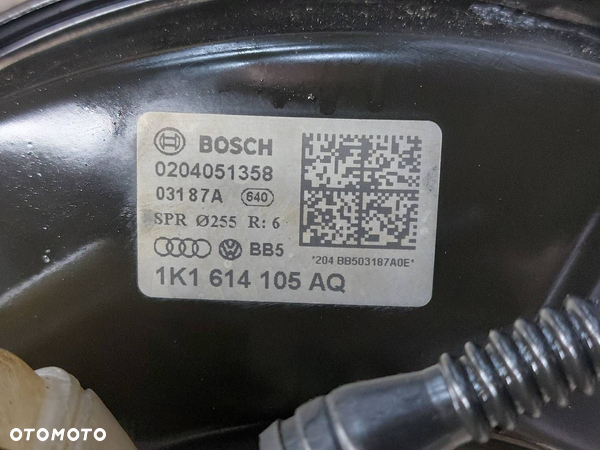 BOSCH
0204051358
03187A 640
SPR Ø255 R: 6
BB5
*204 BB503187A0E*
1K1 614 105 AQ
OTOMOTO